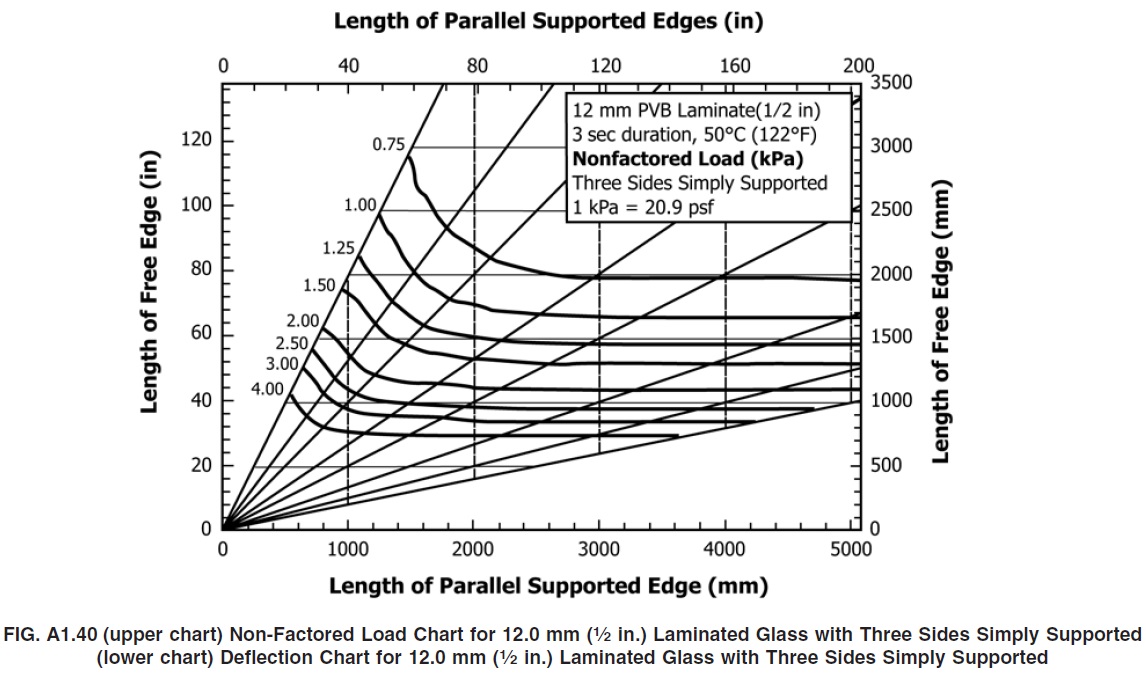 Length of Parallel Supported Edges (in)
0 40 80 120 160 200
3500
12 mm PVB Laminate(1/2 in)
3 sec duration, 50°C (122°F)
Nonfactored Load (kPa)
Three Sides Simply Supported
1 kPa = 20.9 psf
Length of Free Edge (in)
120
100
80
60
40
20
0
0.75
1.00
1.25
1.50
2.00
2.50
3.00
4.00
3000
2500
2000
1500
1000
500
0
Length of Free Edge (mm)
0 1000 2000 3000 4000 5000
Length of Parallel Supported Edge (mm)
FIG. A1.40 (upper chart) Non-Factored Load Chart for 12.0 mm (½ in.) Laminated Glass with Three Sides Simply Supported
(lower chart) Deflection Chart for 12.0 mm (½ in.) Laminated Glass with Three Sides Simply Supported